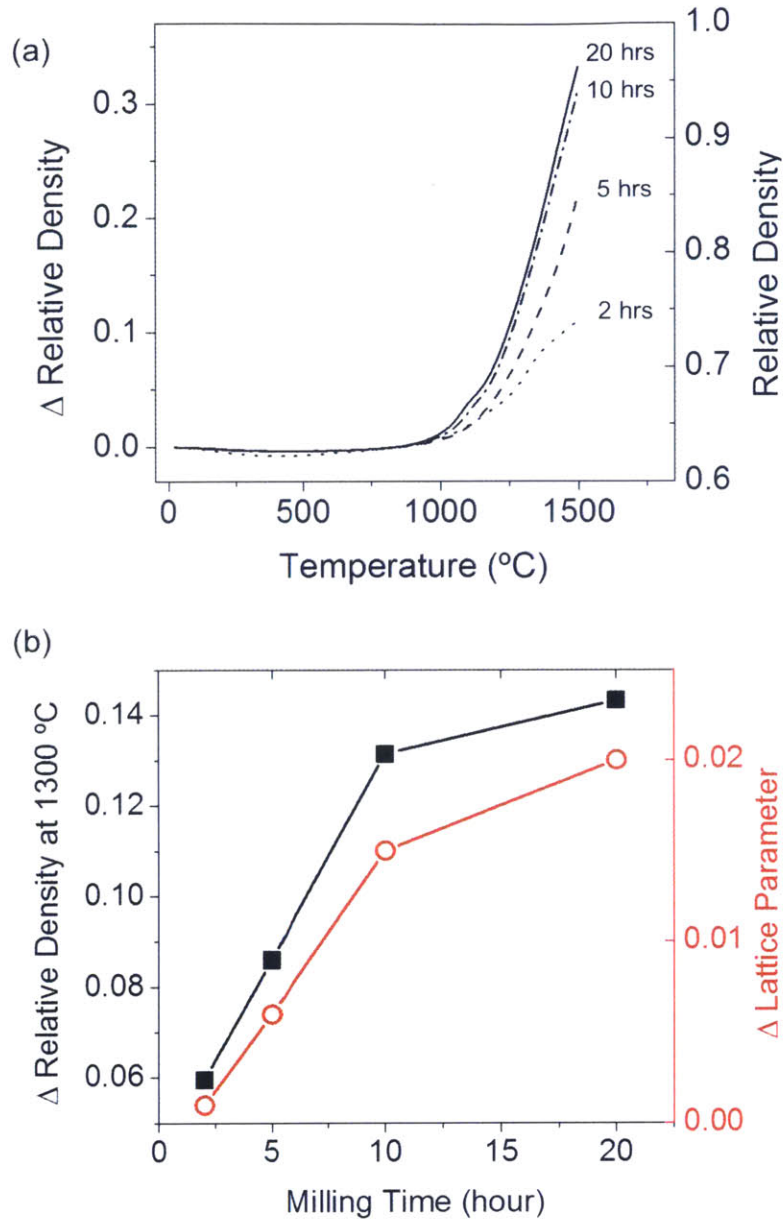 (a)
Δ Relative Density
0.3
0.2
0.1
0.0
1.0
0.9
0.8
0.7
0.6
Relative Density
20 hrs
10 hrs
5 hrs
2 hrs
0 500 1000 1500
Temperature (ºC)
(b)
Δ Relative Density at 1300 ºC
0.14
0.12
0.10
0.08
0.06
0.02
0.01
0.00
Δ Lattice Parameter
0 5 10 15 20
Milling Time (hour)